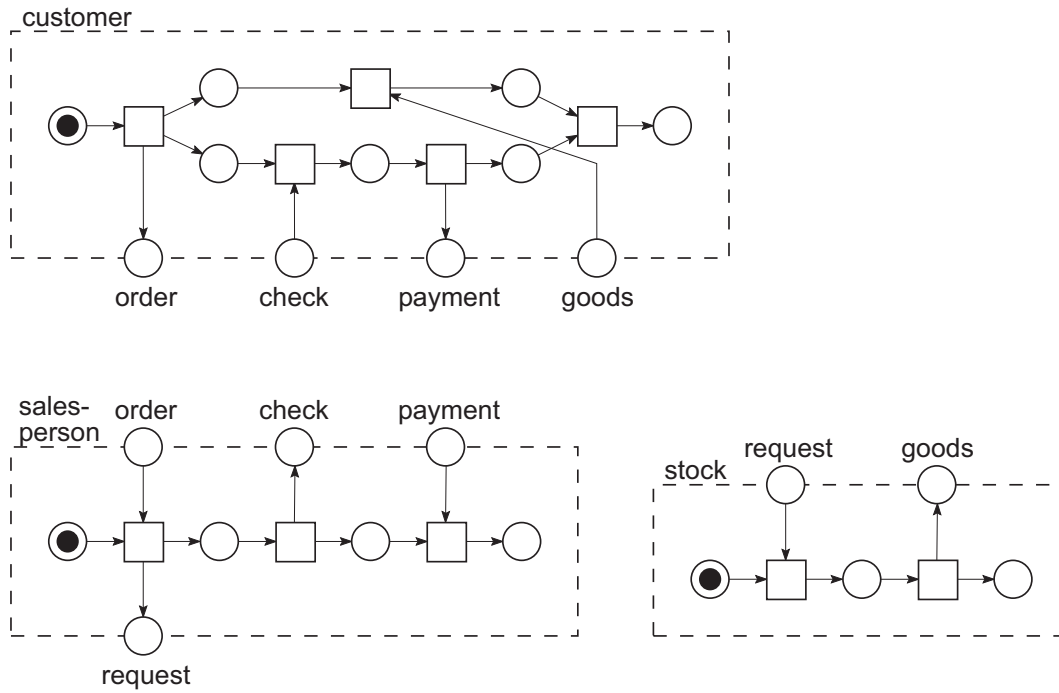 customer
order
check
payment
goods
sales-
person
order
check
payment
request
stock
request
goods